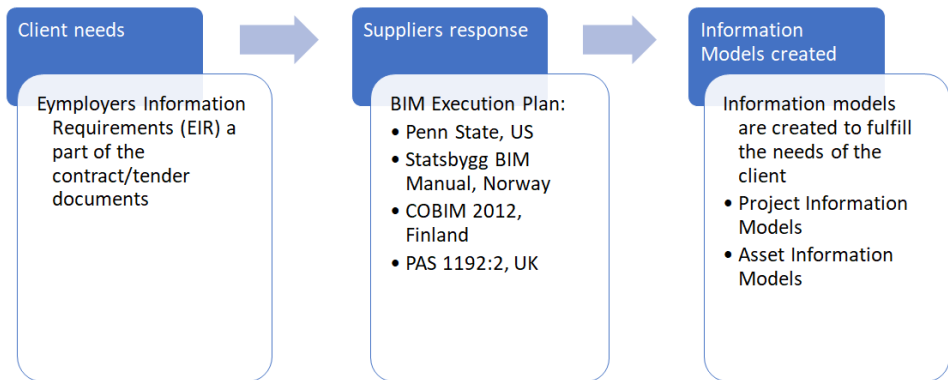 Client needs
Eymployers Information
Requirements (EIR) a
part of the
contract/tender
documents
Suppliers response
BIM Execution Plan:
• Penn State, US
• Statsbygg BIM
Manual, Norway
• COBIM 2012,
Finland
• PAS 1192:2, UK
Information
Models created
Information models
are created to fulfill
the needs of the
client
• Project Information
Models
• Asset Information
Models